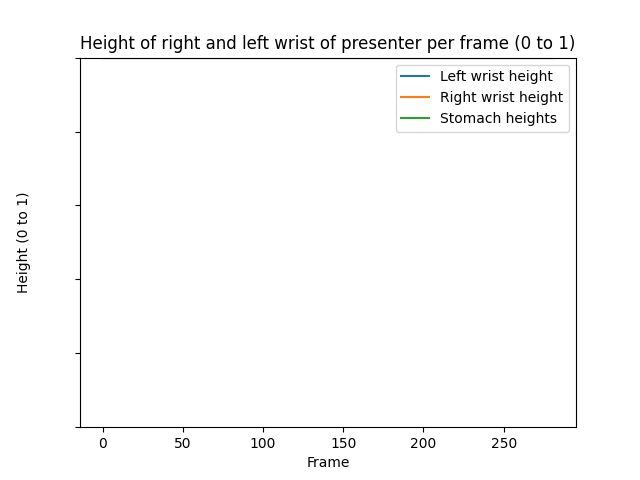 Height of right and left wrist of presenter per frame (0 to 1)
Left wrist height
Right wrist height
Stomach heights
Height (0 to 1)
0 50 100 150 200 250
Frame